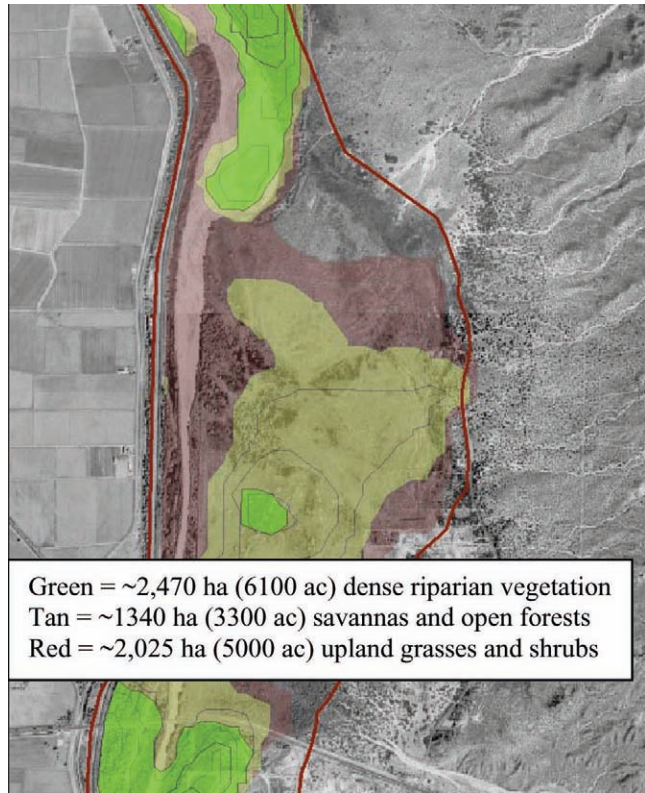 Green = ~2,470 ha (6100 ac) dense riparian vegetation
Tan = ~1340 ha (3300 ac) savannas and open forests
Red = ~2,025 ha (5000 ac) upland grasses and shrubs